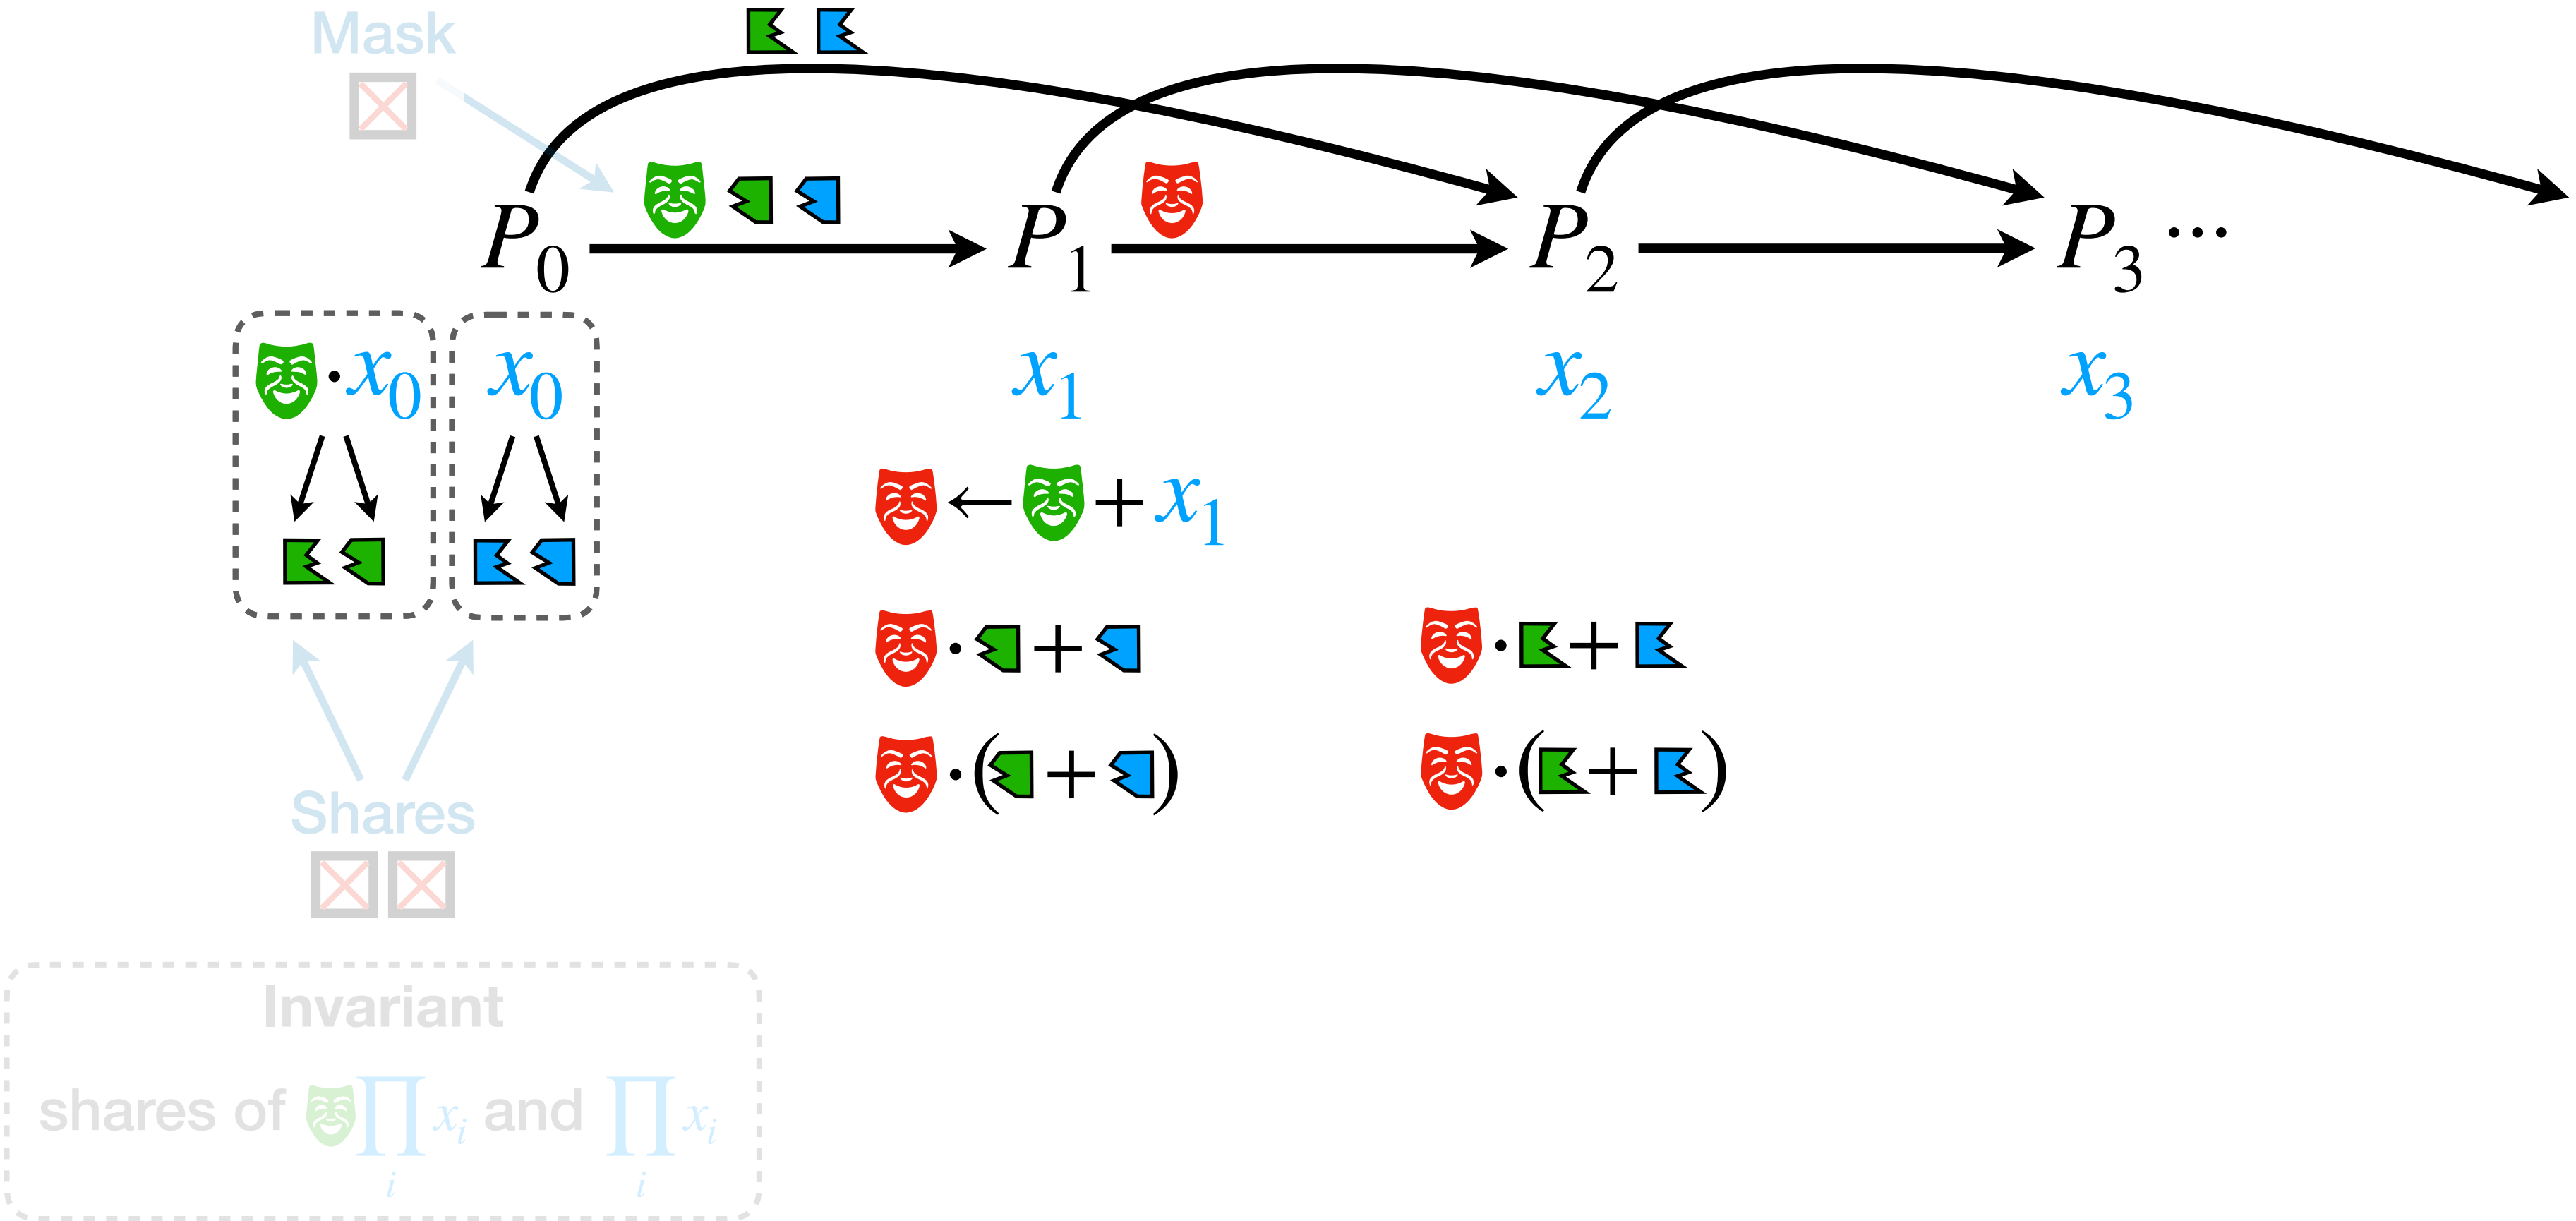 Mask
P₀ P₁ P₂ P₃ ⋯
· x₀ x₀ x₁ x₂ x₃
← + x₁
· + · +
· ( + ) · ( + )
Shares
Invariant
shares of ∏ᵢ xᵢ and ∏ᵢ xᵢ